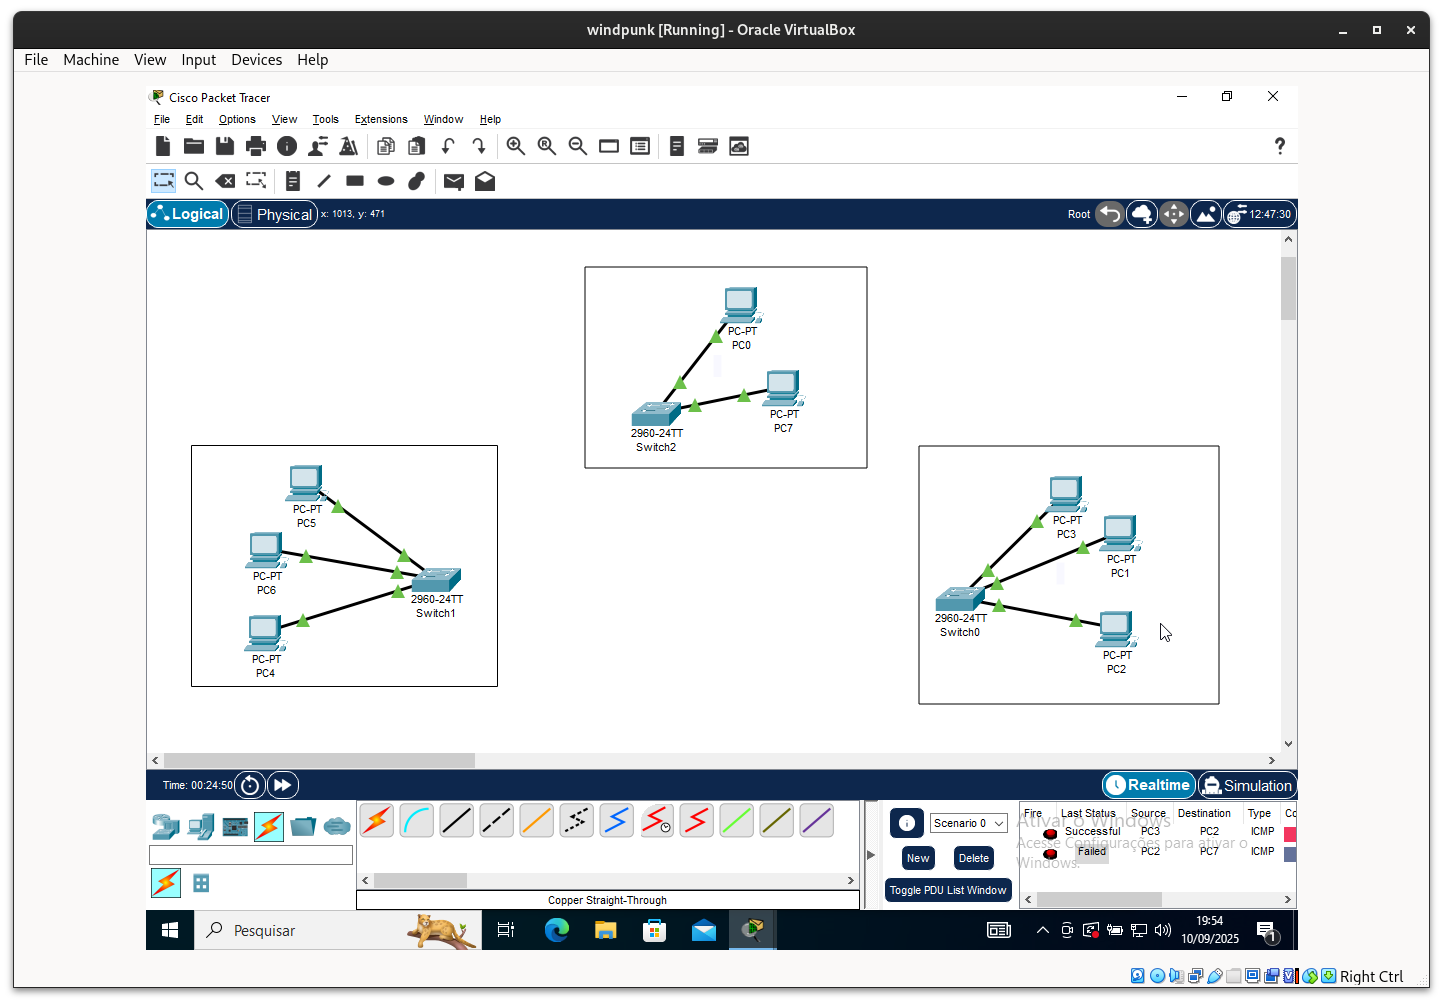 windpunk [Running] - Oracle VirtualBox
File Machine View Input Devices Help
Cisco Packet Tracer
File Edit Options View Tools Extensions Window Help
?
Logical Physical x: 1013, y: 471 Root 12:47:30
PC-PT
PC0
PC-PT
PC7
2960-24TT
Switch2
PC-PT
PC5
PC-PT
PC6
2960-24TT
Switch1
PC-PT
PC4
PC-PT
PC3
PC-PT
PC1
2960-24TT
Switch0
PC-PT
PC2
Time: 00:24:50 Realtime Simulation
Scenario 0
New Delete
Toggle PDU List Window
Fire Last Status Source Destination Type Co
Successful PC3 PC2 ICMP
Failed PC2 PC7 ICMP
Ativar o Windows
Acesse Configurações para ativar o
Windows.
Copper Straight-Through
Pesquisar
19:54
10/09/2025
1
Right Ctrl